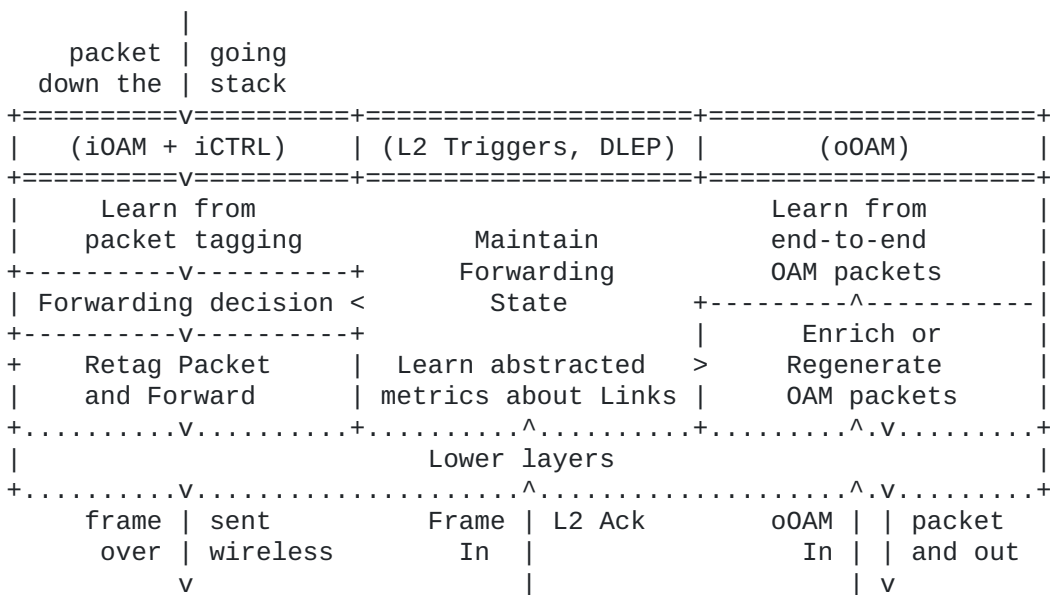 |
      packet | going
    down the | stack
+==========v==========+=====================+=====================+
|   (iOAM + iCTRL)    | (L2 Triggers, DLEP) |       (oOAM)        |
+==========v==========+=====================+=====================+
|     Learn from                                 Learn from       |
|    packet tagging           Maintain           end-to-end       |
+----------v----------+      Forwarding          OAM packets      |
| Forwarding decision <        State        +---------^-----------|
+----------v----------+                     |      Enrich or      |
+    Retag Packet     |  Learn abstracted   >     Regenerate      |
|    and Forward      | metrics about Links |     OAM packets     |
+..........v..........+..........^..........+.........^.v.........+
|                          Lower layers                           |
+..........v.....................^....................^.v.........+
     frame | sent          Frame | L2 Ack        oOAM | | packet
      over | wireless        In  |                 In | | and out
           v                     |                    | v